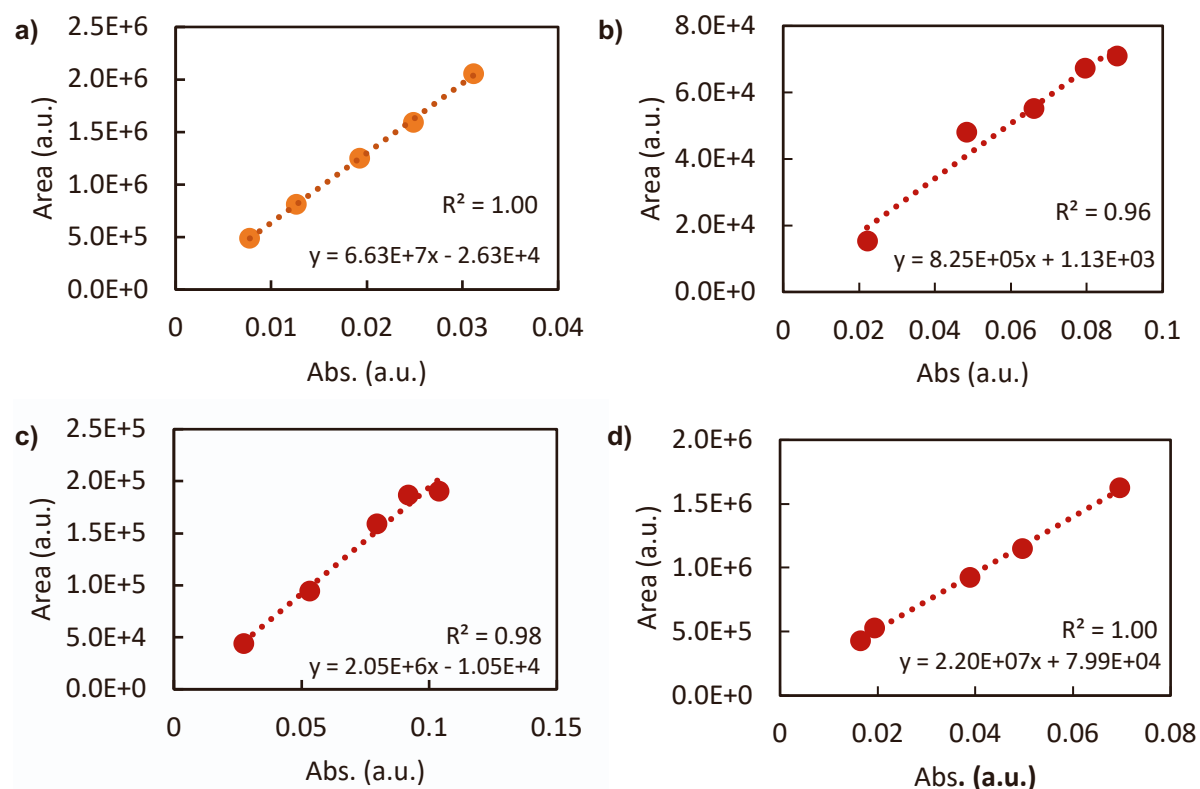 a)
2.5E+6
2.0E+6
1.5E+6
1.0E+6
5.0E+5
0.0E+0
Area (a.u.)
R² = 1.00
y = 6.63E+7x - 2.63E+4
0 0.01 0.02 0.03 0.04
Abs. (a.u.)
b)
8.0E+4
6.0E+4
4.0E+4
2.0E+4
0.0E+0
Area (a.u.)
R² = 0.96
y = 8.25E+05x + 1.13E+03
0 0.02 0.04 0.06 0.08 0.1
Abs (a.u.)
c)
2.5E+5
2.0E+5
1.5E+5
1.0E+5
5.0E+4
0.0E+0
Area (a.u.)
R² = 0.98
y = 2.05E+6x - 1.05E+4
0 0.05 0.1 0.15
Abs. (a.u.)
d)
2.0E+6
1.5E+6
1.0E+6
5.0E+5
0.0E+0
Area (a.u.)
R² = 1.00
y = 2.20E+07x + 7.99E+04
0 0.02 0.04 0.06 0.08
Abs. (a.u.)